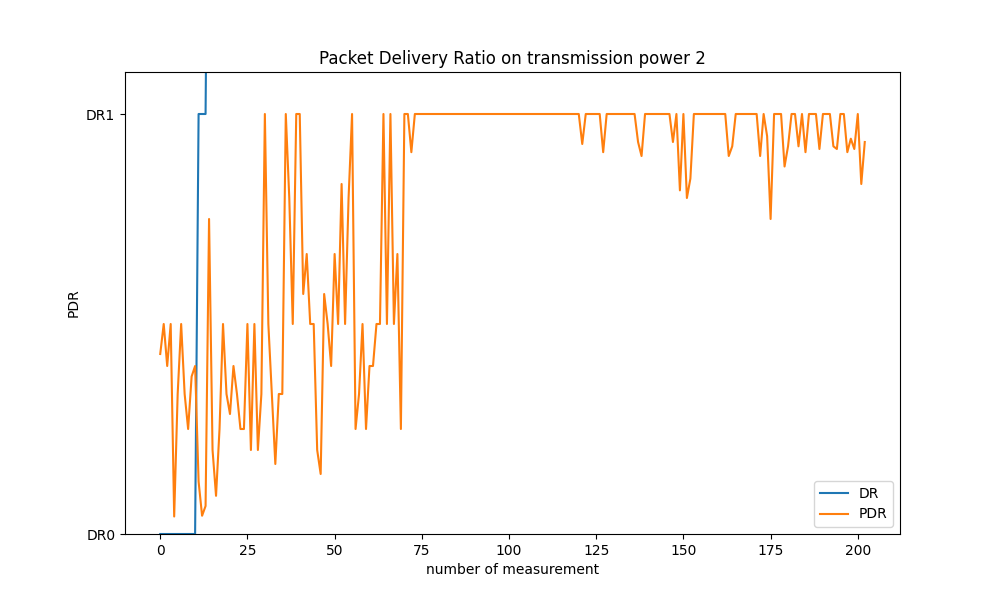 Packet Delivery Ratio on transmission power 2
DR1
PDR
DR0
DR
PDR
0 25 50 75 100 125 150 175 200
number of measurement